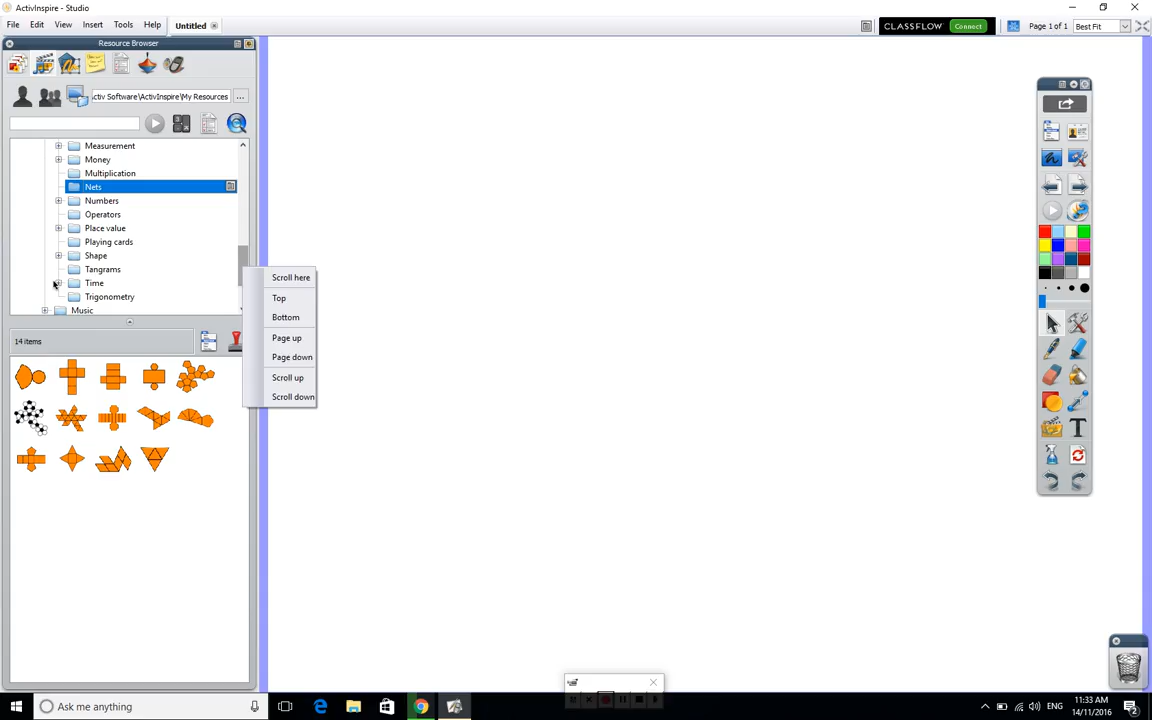 ActivInspire - Studio
File Edit View Insert Tools Help Untitled CLASSFLOW Connect Page 1 of 1 Best Fit
Resource Browser
ctiv Software\ActivInspire\My Resources ...
Measurement
Money
Multiplication
Nets
Numbers
Operators
Place value
Playing cards
Shape
Tangrams
Time
Trigonometry
Music
Scroll here
Top
Bottom
Page up
Page down
Scroll up
Scroll down
14 items
T
Ask me anything
ENG
11:33 AM
14/11/2016
2